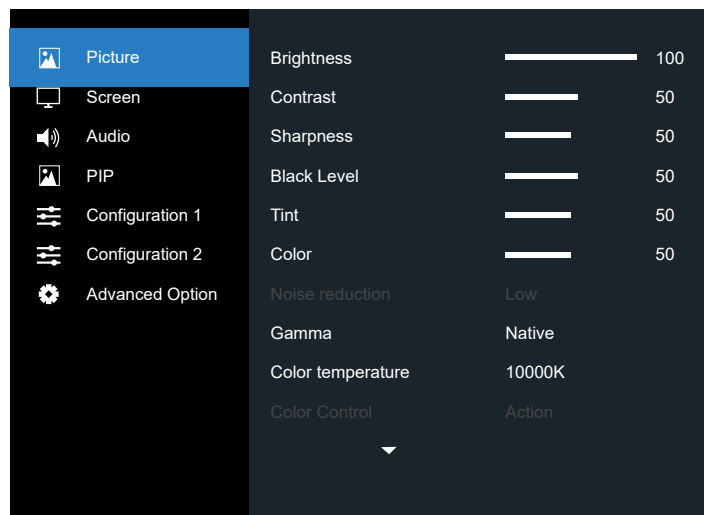 Picture
Screen
Audio
PIP
Configuration 1
Configuration 2
Advanced Option
Brightness 100
Contrast 50
Sharpness 50
Black Level 50
Tint 50
Color 50
Noise reduction Low
Gamma Native
Color temperature 10000K
Color Control Action